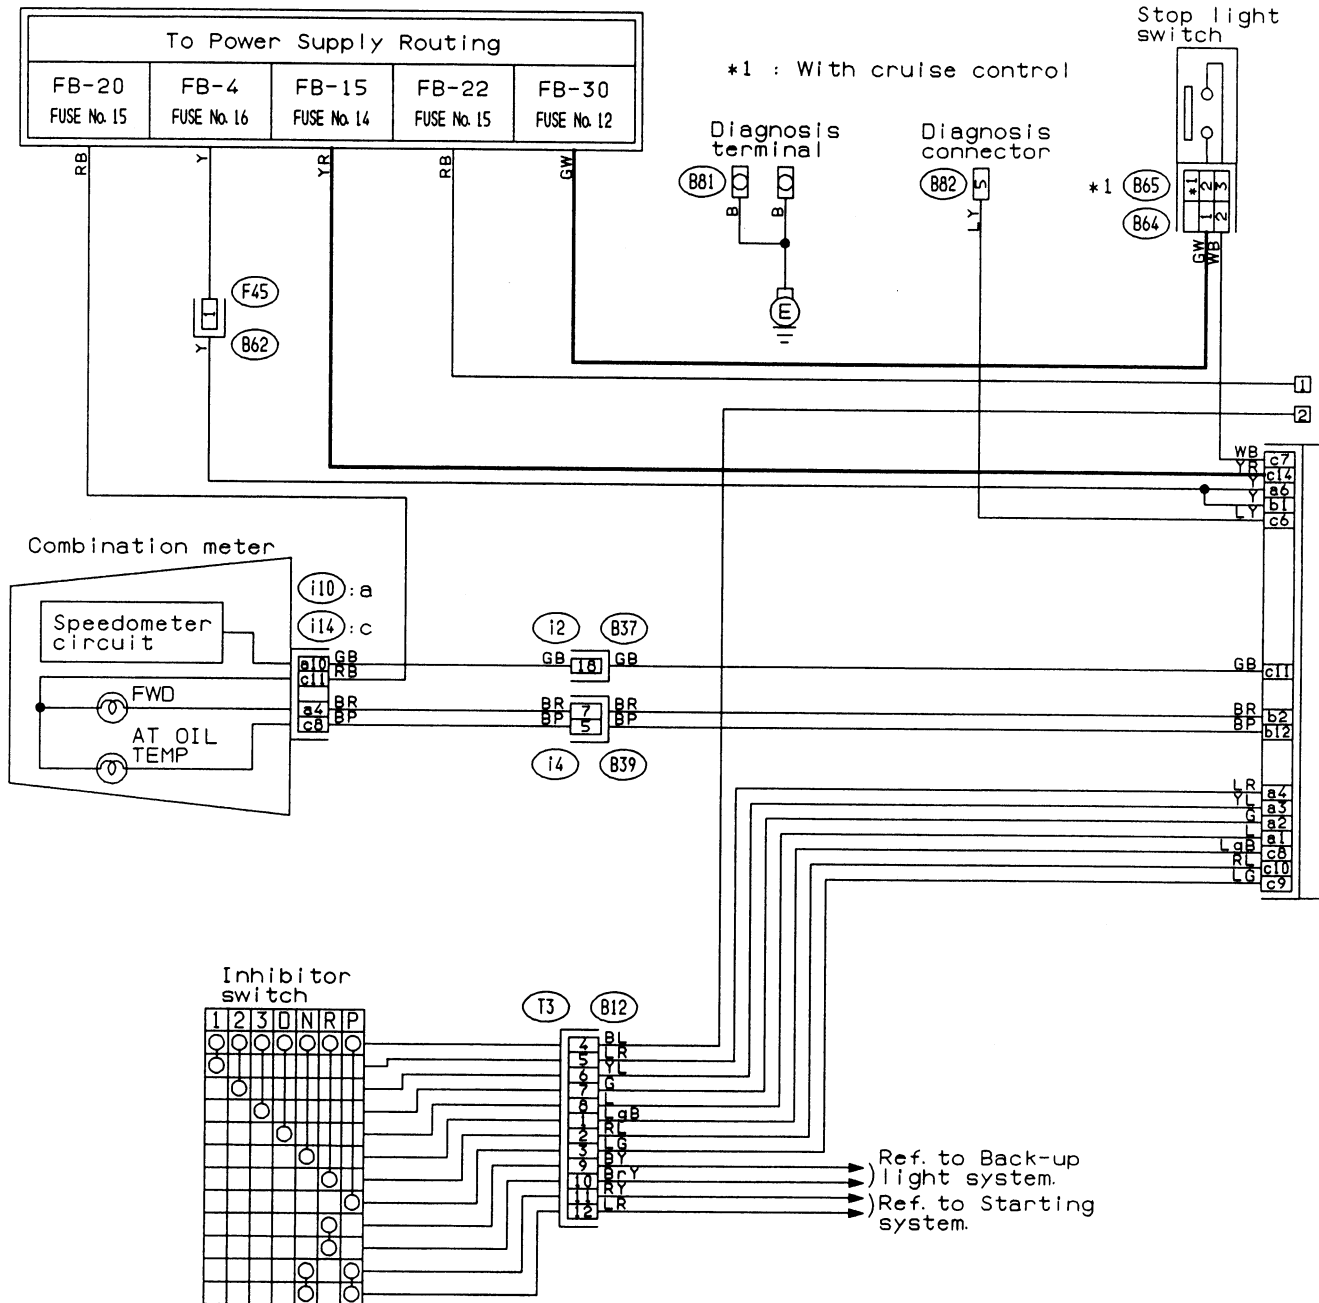 To Power Supply Routing
FB-20
FUSE No. 15
FB-4
FUSE No. 16
FB-15
FUSE No. 14
FB-22
FUSE No. 15
FB-30
FUSE No. 12
RB
Y
YR
RB
GW
*1 : With cruise control
Stop light
switch
Diagnosis
terminal
B81
B
B
E
Diagnosis
connector
B82
5
LY
*1 B65
B64
*1 2 3
1 2
GW
WB
F45
1
B62
Y
1
2
WB c7
YR c14
Y a6
Y b1
LY c6
Combination meter
Speedometer
circuit
FWD
AT OIL
TEMP
i10 : a
i14 : c
a10 GB
c11 RB
a4 BR
c8 BP
i2 B37
GB 18 GB
BR 7 BR
BP 5 BP
i4 B39
GB c11
BR b2
BP b12
LR a4
YL a3
G a2
L a1
LgB c8
RL c10
LG c9
Inhibitor
switch
1 2 3 D N R P
T3 B12
4 BL
5 LR
6 YL
7 G
8 L
1 LgB
2 RL
3 LG
9 BY
10 BrY
11 RY
12 LR
Ref. to Back-up
light system.
Ref. to Starting
system.